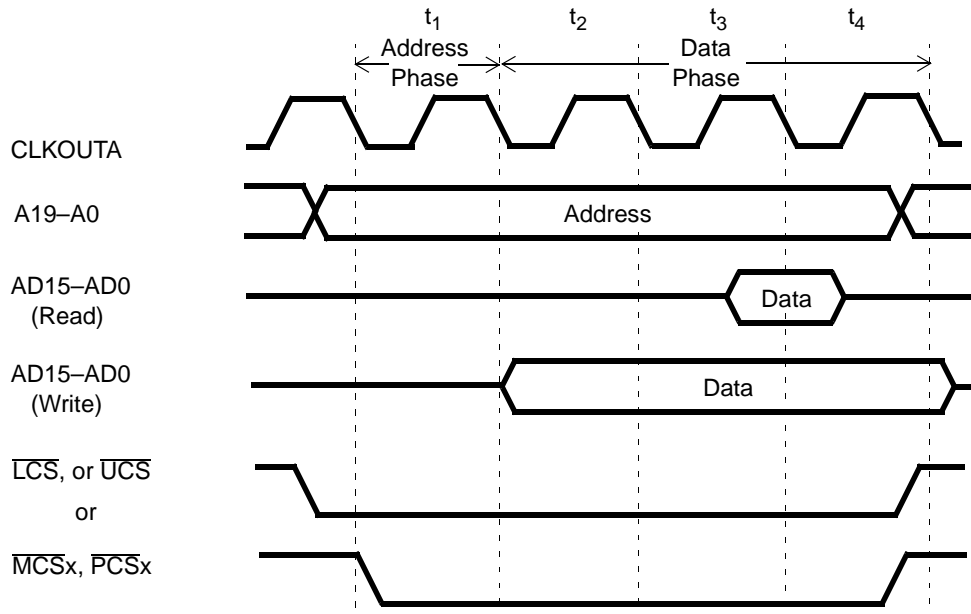 t1 t2 t3 t4
Address Phase
Data Phase
CLKOUTA
A19–A0
Address
AD15–AD0
(Read)
Data
AD15–AD0
(Write)
Data
LCS, or UCS
or
MCSx, PCSx